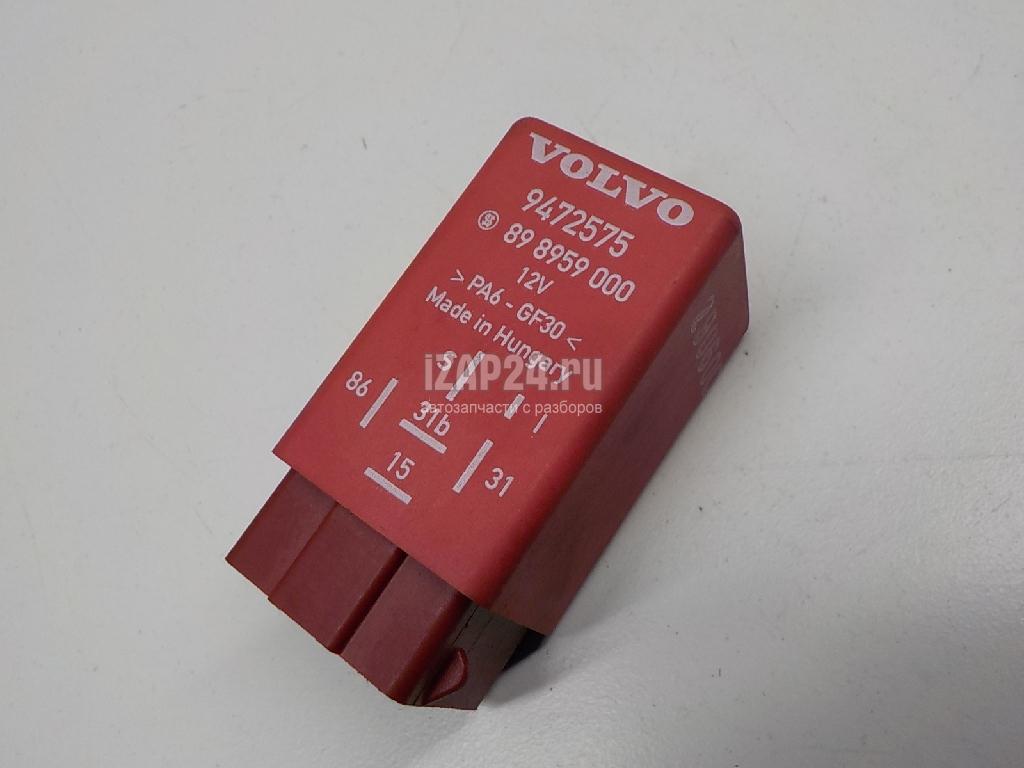 VOLVO
9472575
89 8959 000
12V
> PA6 - GF30 <
Made in Hungary
iZAP24.ru
автозапчасти с разборов
S
I
86
31b
31
15